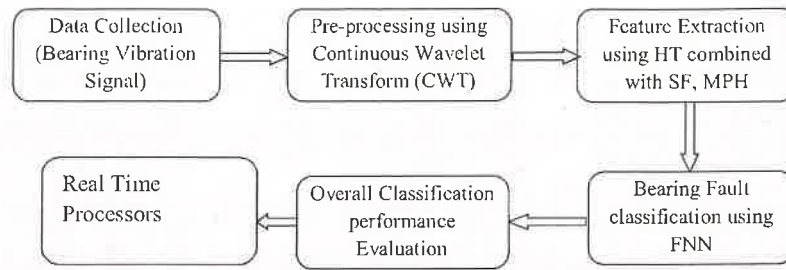 Data Collection
(Bearing Vibration
Signal)
Pre-processing using
Continuous Wavelet
Transform (CWT)
Feature Extraction
using HT combined
with SF, MPH
Bearing Fault
classification using
FNN
Overall Classification
performance
Evaluation
Real Time
Processors